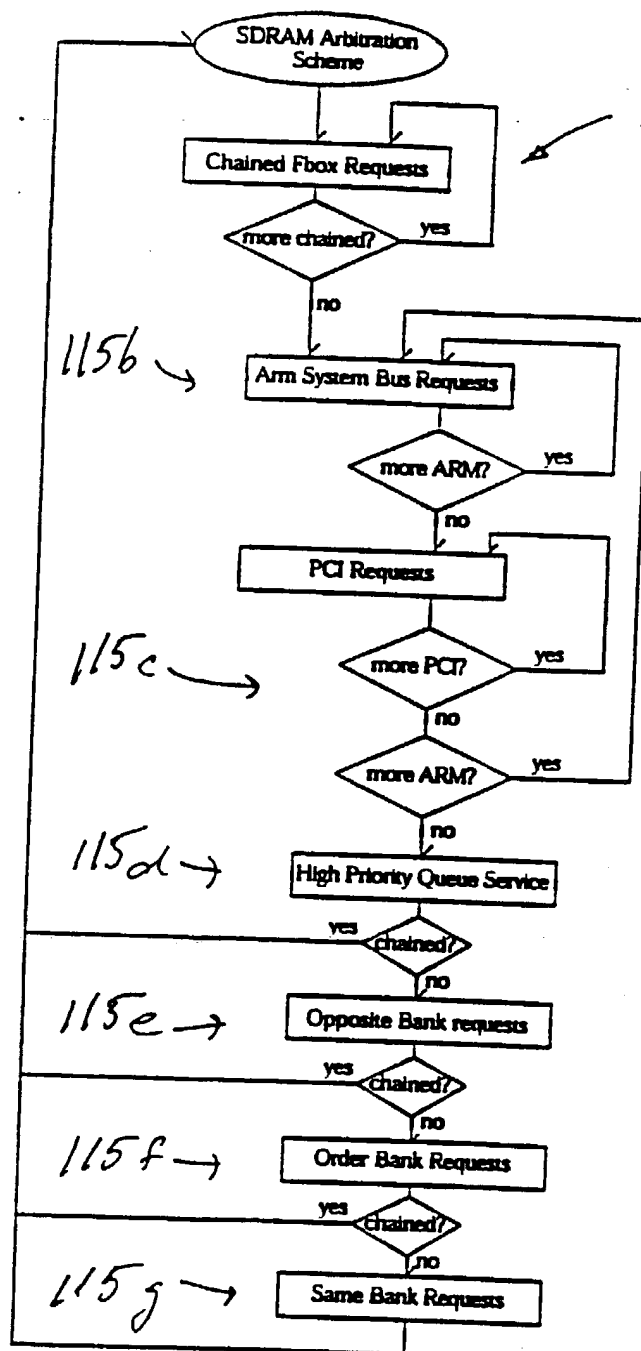 SDRAM Arbitration
Scheme
Chained Fbox Requests
more chained?
yes
no
115b
Arm System Bus Requests
more ARM?
yes
no
PCI Requests
115c
more PCI?
yes
no
more ARM?
yes
no
115d
High Priority Queue Service
yes
chained?
no
115e
Opposite Bank requests
yes
chained?
no
115f
Order Bank Requests
yes
chained?
no
115g
Same Bank Requests